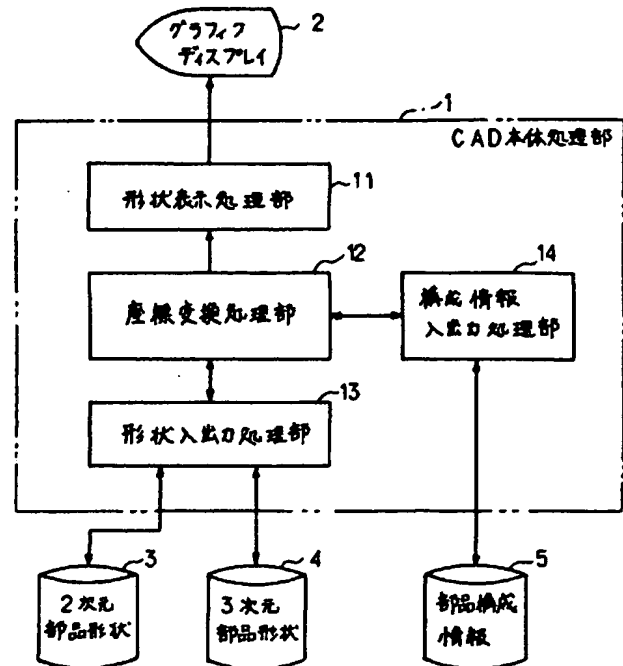 グラフィク
ディスプレイ
2
1
CAD本体処理部
形状表示処理部
11
座標変換処理部
12
構成情報
入出力処理部
14
形状入出力処理部
13
2次元
部品形状
3
3次元
部品形状
4
部品構成
情報
5